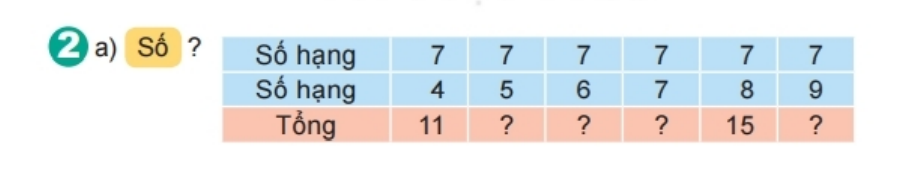 2 a) Số ?
Số hạng 7 7 7 7 7 7
Số hạng 4 5 6 7 8 9
Tổng 11 ? ? ? 15 ?